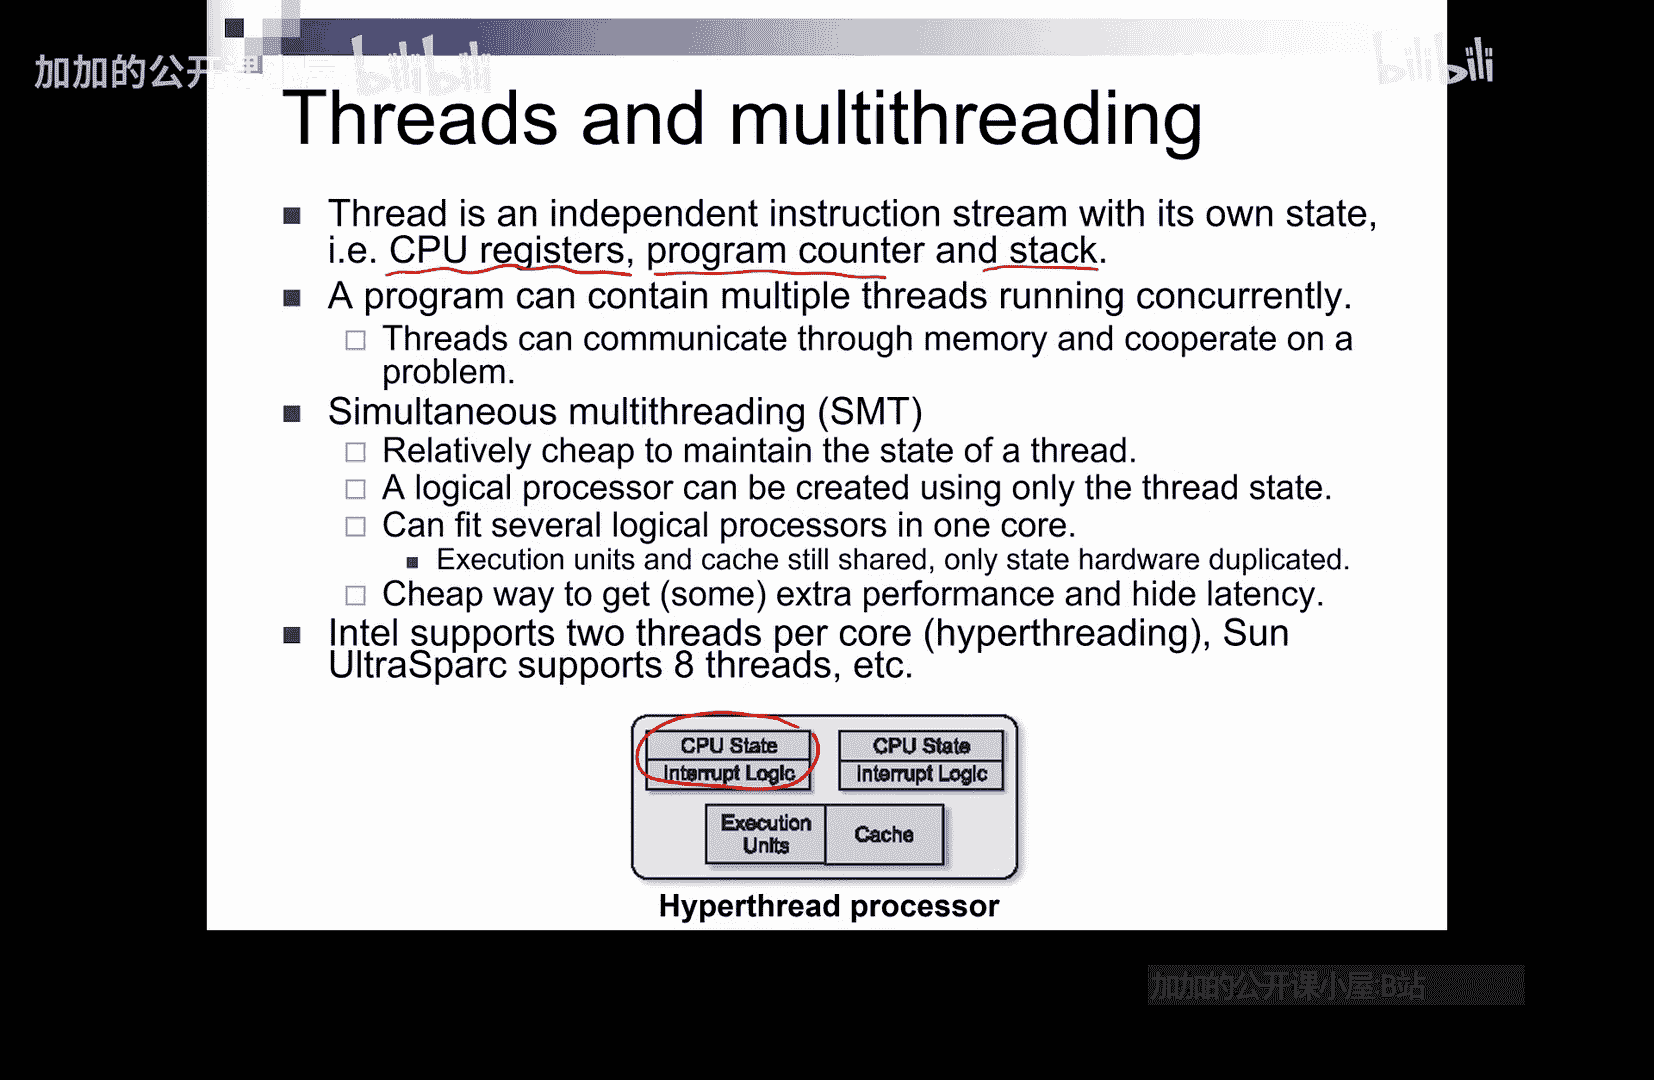 加加的公开课小屋 bilibili
bilibili
Threads and multithreading
Thread is an independent instruction stream with its own state,
i.e. CPU registers, program counter and stack.
A program can contain multiple threads running concurrently.
Threads can communicate through memory and cooperate on a
problem.
Simultaneous multithreading (SMT)
Relatively cheap to maintain the state of a thread.
A logical processor can be created using only the thread state.
Can fit several logical processors in one core.
Execution units and cache still shared, only state hardware duplicated.
Cheap way to get (some) extra performance and hide latency.
Intel supports two threads per core (hyperthreading), Sun
UltraSparc supports 8 threads, etc.
CPU State
Interrupt Logic
CPU State
Interrupt Logic
Execution
Units
Cache
Hyperthread processor
加加的公开课小屋:B站